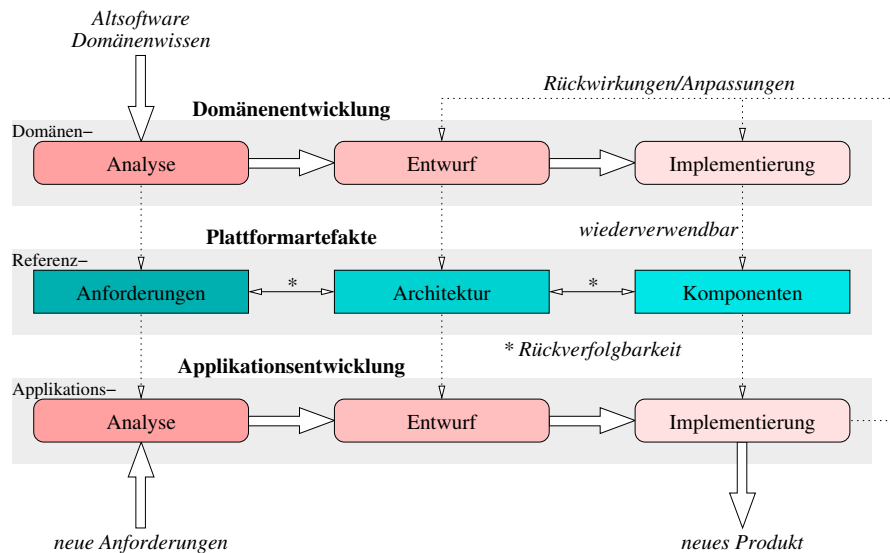 Altsoftware
Domänenwissen
Rückwirkungen/Anpassungen
Domänenentwicklung
Domänen–
Analyse
Entwurf
Implementierung
wiederverwendbar
Plattformartefakte
Referenz–
Anforderungen
*
Architektur
*
Komponenten
* Rückverfolgbarkeit
Applikationsentwicklung
Applikations–
Analyse
Entwurf
Implementierung
neue Anforderungen
neues Produkt